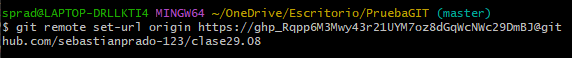 sprad@LAPTOP-DRLLKTI4 MINGW64 ~/OneDrive/Escritorio/PruebaGIT (master)
$ git remote set-url origin https://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@git
hub.com/sebastianprado-123/clase29.08